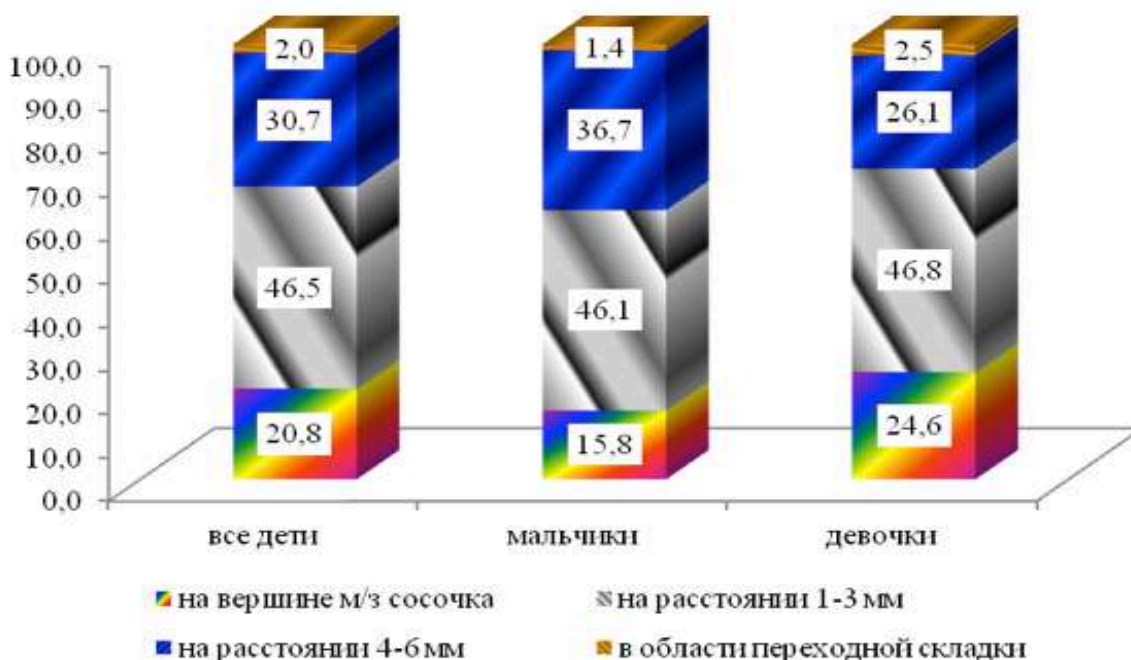 2,0 1,4 2,5
100,0
90,0 30,7 36,7 26,1
80,0
70,0
60,0
50,0 46,5 46,1 46,8
40,0
30,0
20,0 20,8 15,8 24,6
10,0
0,0
все дети мальчики девочки
на вершине м/з сосочка на расстоянии 1-3 мм
на расстоянии 4-6 мм в области переходной складки